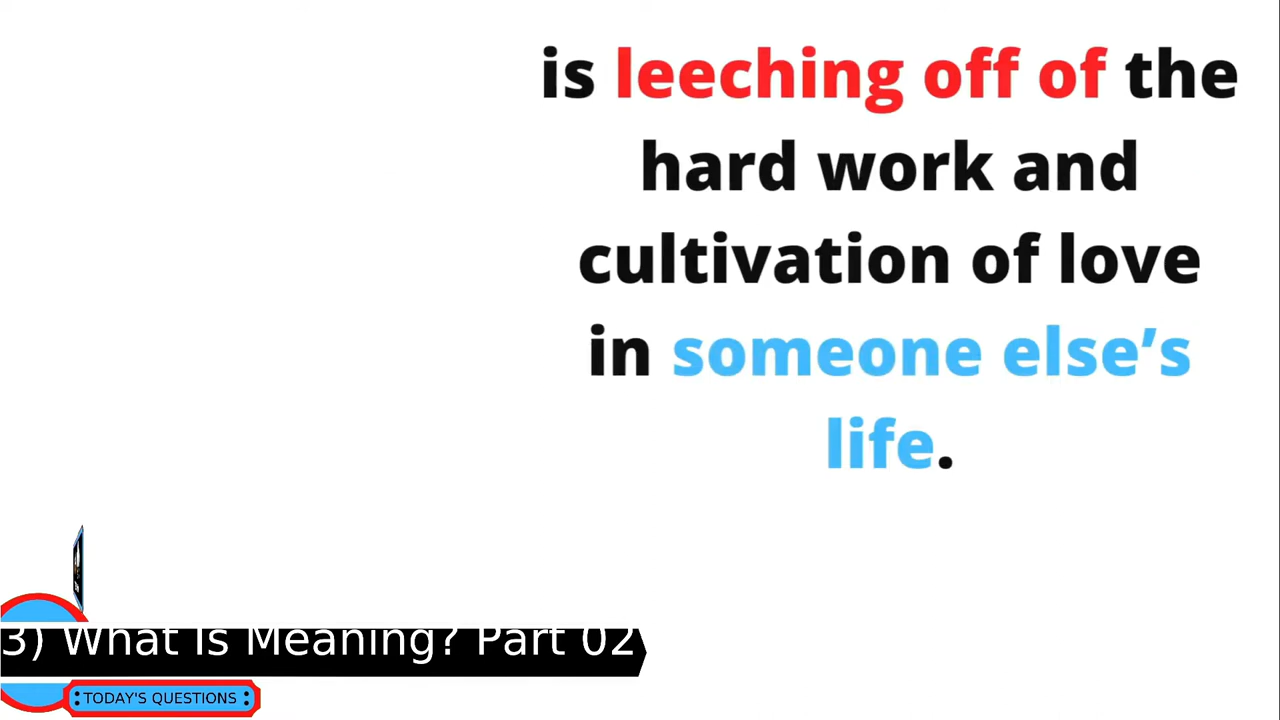 is leeching off of the
hard work and
cultivation of love
in someone else’s
life.
3) What Is Meaning? Part 02
TODAY'S QUESTIONS